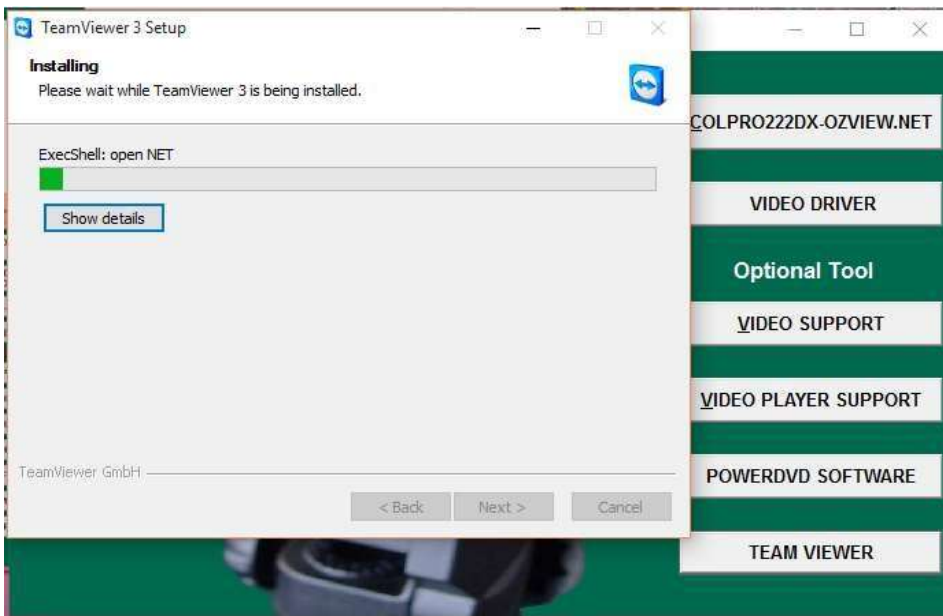 TeamViewer 3 Setup
Installing
Please wait while TeamViewer 3 is being installed.
ExecShell: open NET
Show details
TeamViewer GmbH
< Back
Next >
Cancel
COLPRO222DX-OZVIEW.NET
VIDEO DRIVER
Optional Tool
VIDEO SUPPORT
VIDEO PLAYER SUPPORT
POWERDVD SOFTWARE
TEAM VIEWER